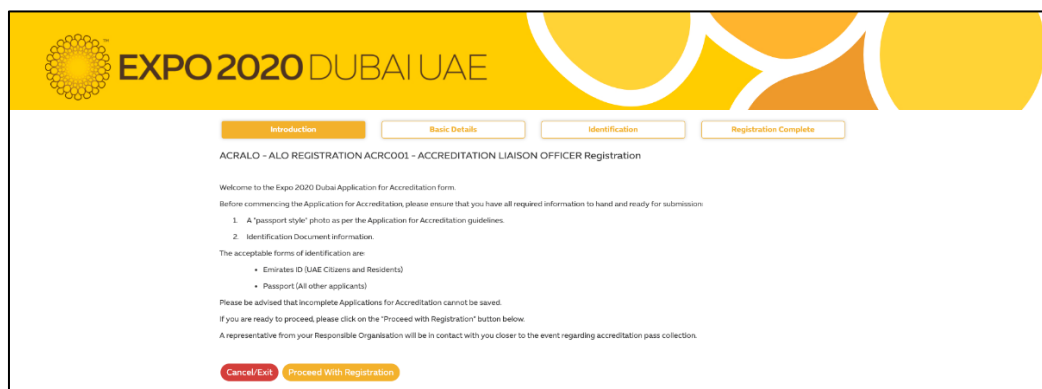 EXPO 2020 DUBAI UAE
™
Introduction
Basic Details
Identification
Registration Complete
ACRALO - ALO REGISTRATION ACRC001 - ACCREDITATION LIAISON OFFICER Registration
Welcome to the Expo 2020 Dubai Application for Accreditation form.
Before commencing the Application for Accreditation, please ensure that you have all required information to hand and ready for submission:
1. A "passport style" photo as per the Application for Accreditation guidelines.
2. Identification Document information.
The acceptable forms of identification are:
• Emirates ID (UAE Citizens and Residents)
• Passport (All other applicants)
Please be advised that incomplete Applications for Accreditation cannot be saved.
If you are ready to proceed, please click on the "Proceed with Registration" button below.
A representative from your Responsible Organisation will be in contact with you closer to the event regarding accreditation pass collection.
Cancel/Exit
Proceed With Registration